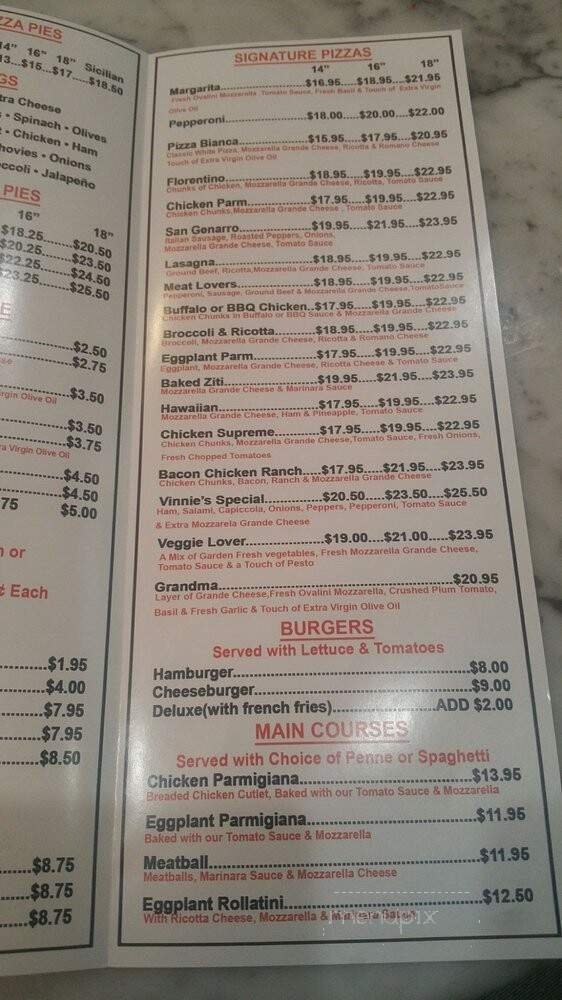 ZZA PIES
14" 16" 18" Sicilian
13...$15...$17.....$18.50
GS
tra Cheese
s • Spinach • Olives
• Chicken • Ham
hovies • Onions
ccoli • Jalapeño
PIES
16" 18"
$18.25........$20.50
$20.25........$23.50
$22.25........$24.50
$23.25........$25.50
E
$2.50
$2.75
$3.50
irgin Olive Oil
$3.50
$3.75
ra Virgin Olive Oil
$4.50
$4.50
75 $5.00
n or
¢ Each
$1.95
$4.00
$7.95
$7.95
$8.50
$8.75
$8.75
$8.75
SIGNATURE PIZZAS
14" 16" 18"
Margarita..................$16.95.....$18.95....$21.95
Fresh Ovalini Mozzarella, Tomato Sauce, Fresh Basil & Touch of Extra Virgin
Olive Oil
Pepperoni....................$18.00.....$20.00....$22.00
Pizza Bianca.................$15.95.....$17.95....$20.95
Classic White Pizza, Mozzarella Grande Cheese, Ricotta & Romano Cheese
Touch of Extra Virgin Olive Oil
Florentino....................$18.95.....$19.95....$22.95
Chunks of Chicken, Mozzarella Grande Cheese, Ricotta, Tomato Sauce
Chicken Parm...............$17.95.....$19.95....$22.95
Chicken Chunks,Mozzarella Grande Cheese , Tomato Sauce
San Genarro.................$19.95.....$21.95....$23.95
Italian Sausage, Roasted Peppers, Onions,
Mozzarella Grande Cheese, Tomato Sauce
Lasagna.......................$18.95.....$19.95....$22.95
Ground Beef, Ricotta,Mozzarella Grande Cheese, Tomato Sauce
Meat Lovers..................$18.95.....$19.95....$22.95
Pepperoni, Sausage, Ground Beef & Mozzarella Grande Cheese,TomatoSauce
Buffalo or BBQ Chicken..$17.95.....$19.95....$22.95
Chicken Chunks in Buffalo or BBQ Sauce & Mozzarella Grande Cheese
Broccoli & Ricotta.........$18.95.....$19.95....$22.95
Broccoli, Mozzarella Grande Cheese, Ricotta & Romano Cheese
Eggplant Parm..............$17.95.....$19.95....$22.95
Eggplant, Mozzarella Grande Cheese, Ricotta Cheese & Tomato Sauce
Baked Ziti.....................$19.95.....$21.95....$23.95
Mozzarella Grande Cheese & Marinara Sauce
Hawaiian......................$17.95.....$19.95....$22.95
Mozzarella Grande Cheese, Ham & Pineapple, Tomato Sauce
Chicken Supreme..........$17.95.....$19.95....$22.95
Chicken Chunks, Mozzarella Grande Cheese,Tomato Sauce, Fresh Onions,
Fresh Chopped Tomatoes
Bacon Chicken Ranch....$17.95.....$21.95....$23.95
Chicken Chunks, Bacon, Ranch & Mozzarella Grande Cheese
Vinnie's Special.............$20.50.....$23.50....$25.50
Ham, Salami, Capiccola, Onions, Peppers, Pepperoni, Tomato Sauce
& Extra Mozzarela Grande Cheese
Veggie Lover.................$19.00....$21.00.....$23.95
A Mix of Garden Fresh vegetables, Fresh Mozzarella Grande Cheese,
Tomato Sauce & a Touch of Pesto
Grandma.................................................$20.95
Layer of Grande Cheese,Fresh Ovalini Mozzarella, Crushed Plum Tomato,
Basil & Fresh Garlic & Touch of Extra Virgin Olive Oil
BURGERS
Served with Lettuce & Tomatoes
Hamburger.................................................$8.00
Cheeseburger.............................................$9.00
Deluxe(with french fries).....................ADD $2.00
MAIN COURSES
Served with Choice of Penne or Spaghetti
Chicken Parmigiana...................................$13.95
Breaded Chicken Cutlet, Baked with our Tomato Sauce & Mozzarella
Eggplant Parmigiana..................................$11.95
Baked with our Tomato Sauce & Mozzarella
Meatball....................................................$11.95
Meatballs, Marinara Sauce & Mozzarella Cheese
Eggplant Rollatini.......................................$12.50
With Ricotta Cheese, Mozzarella & Marinara Sauce
menupix